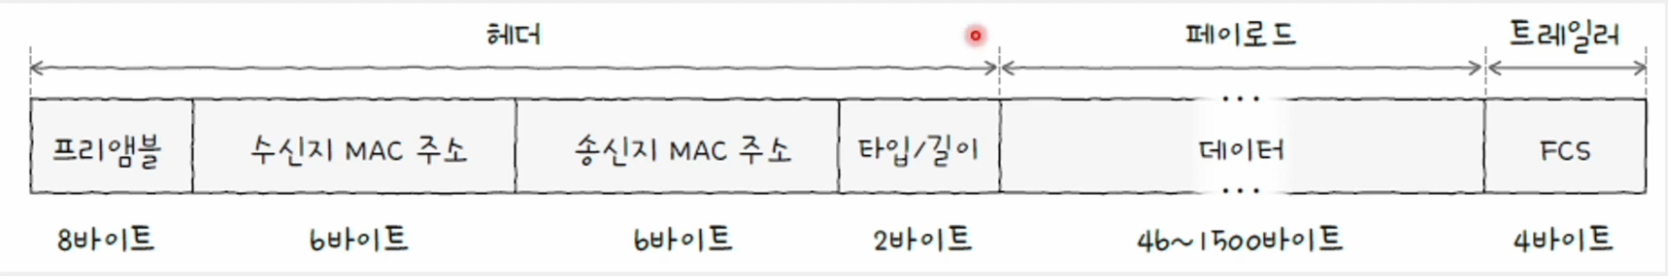 헤더 페이로드 트레일러
프리앰블 수신지 MAC 주소 송신지 MAC 주소 타입/길이 데이터 FCS
8바이트 6바이트 6바이트 2바이트 46~1500바이트 4바이트